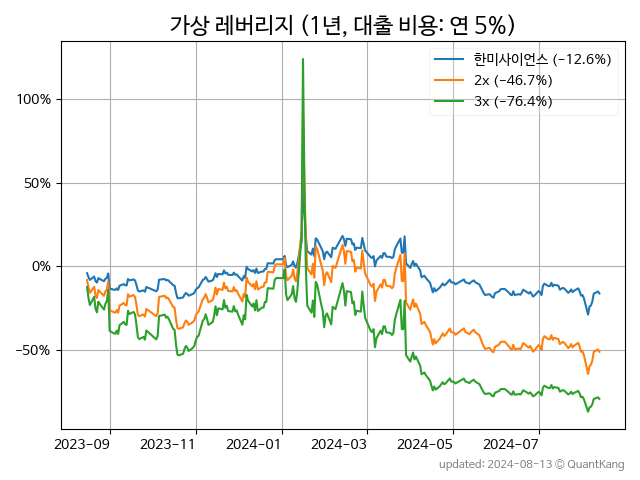 가상 레버리지 (1년, 대출 비용: 연 5%)
한미사이언스 (−12.6%)
2x (−46.7%)
3x (−76.4%)
100%
50%
0%
−50%
2023-09 2023-11 2024-01 2024-03 2024-05 2024-07
updated: 2024-08-13 © QuantKang